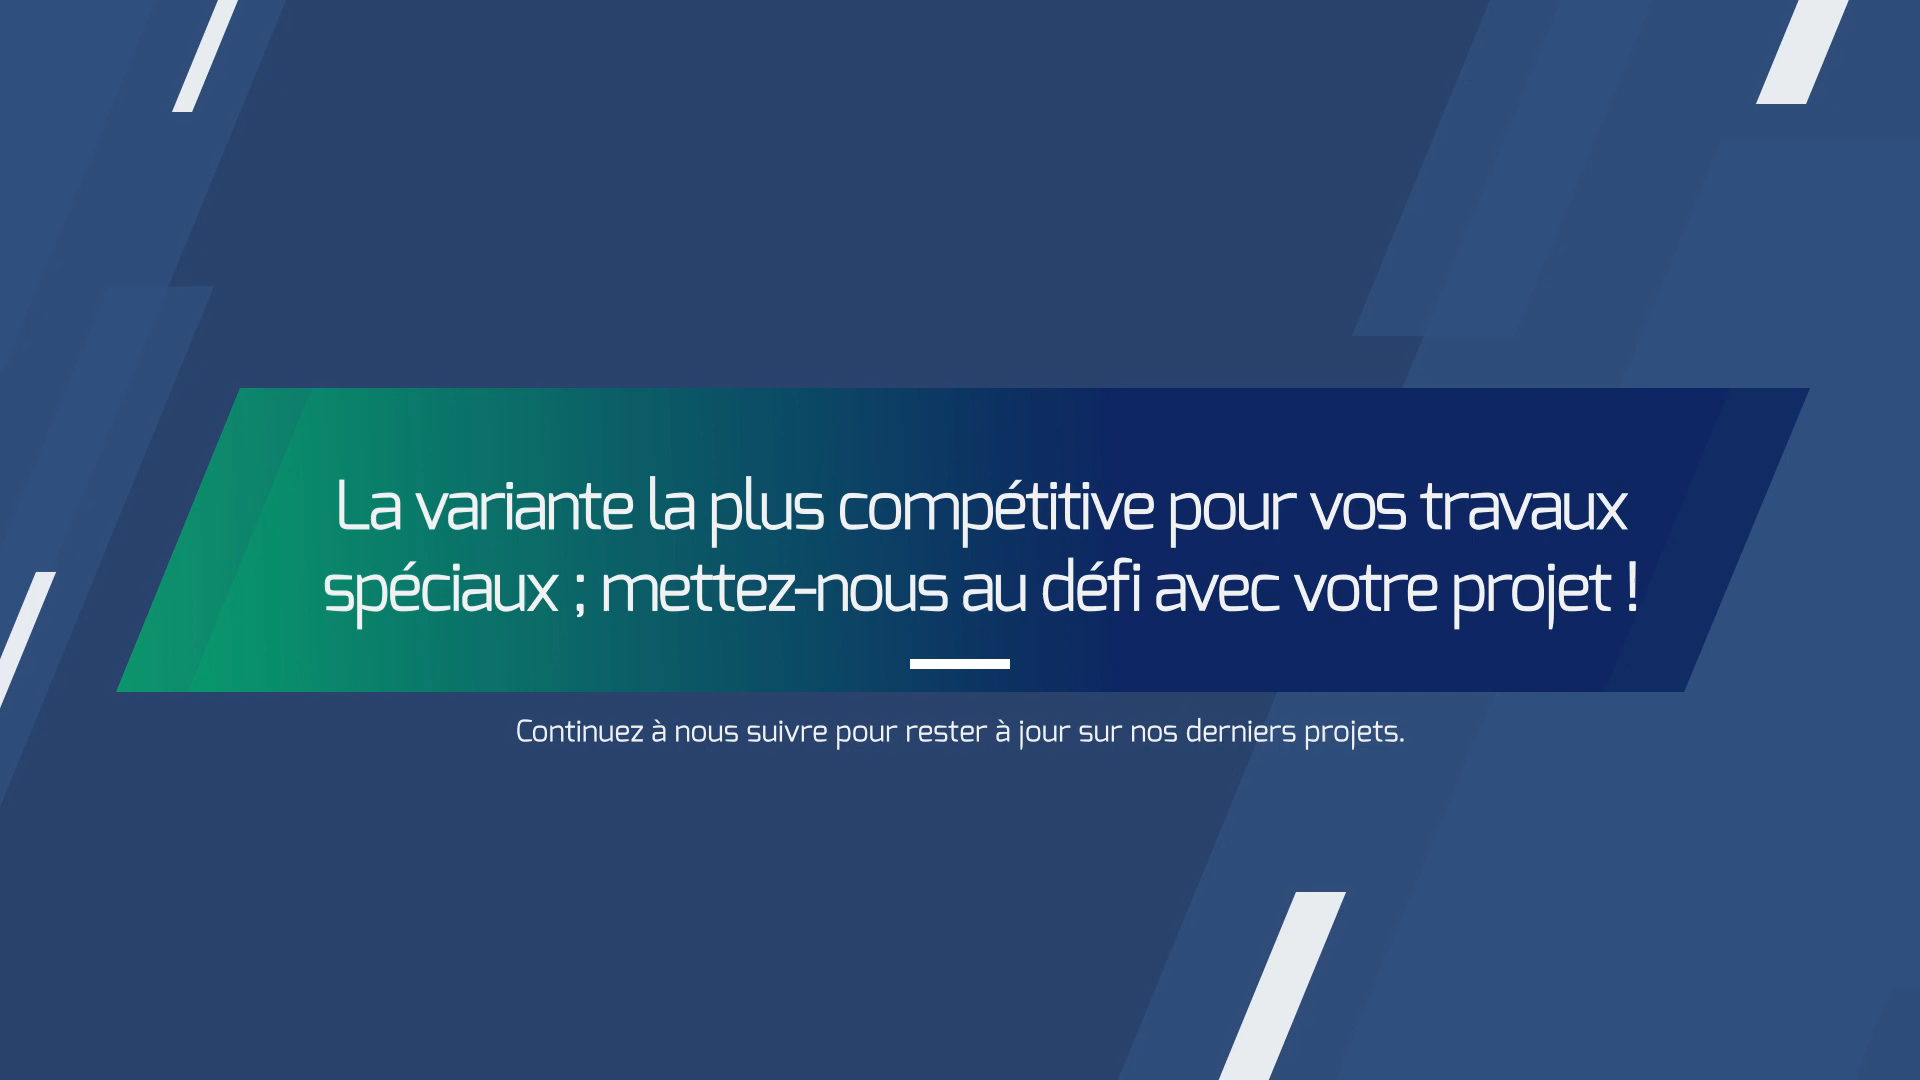 La variante la plus compétitive pour vos travaux
spéciaux ; mettez-nous au défi avec votre projet !
Continuez à nous suivre pour rester à jour sur nos derniers projets.